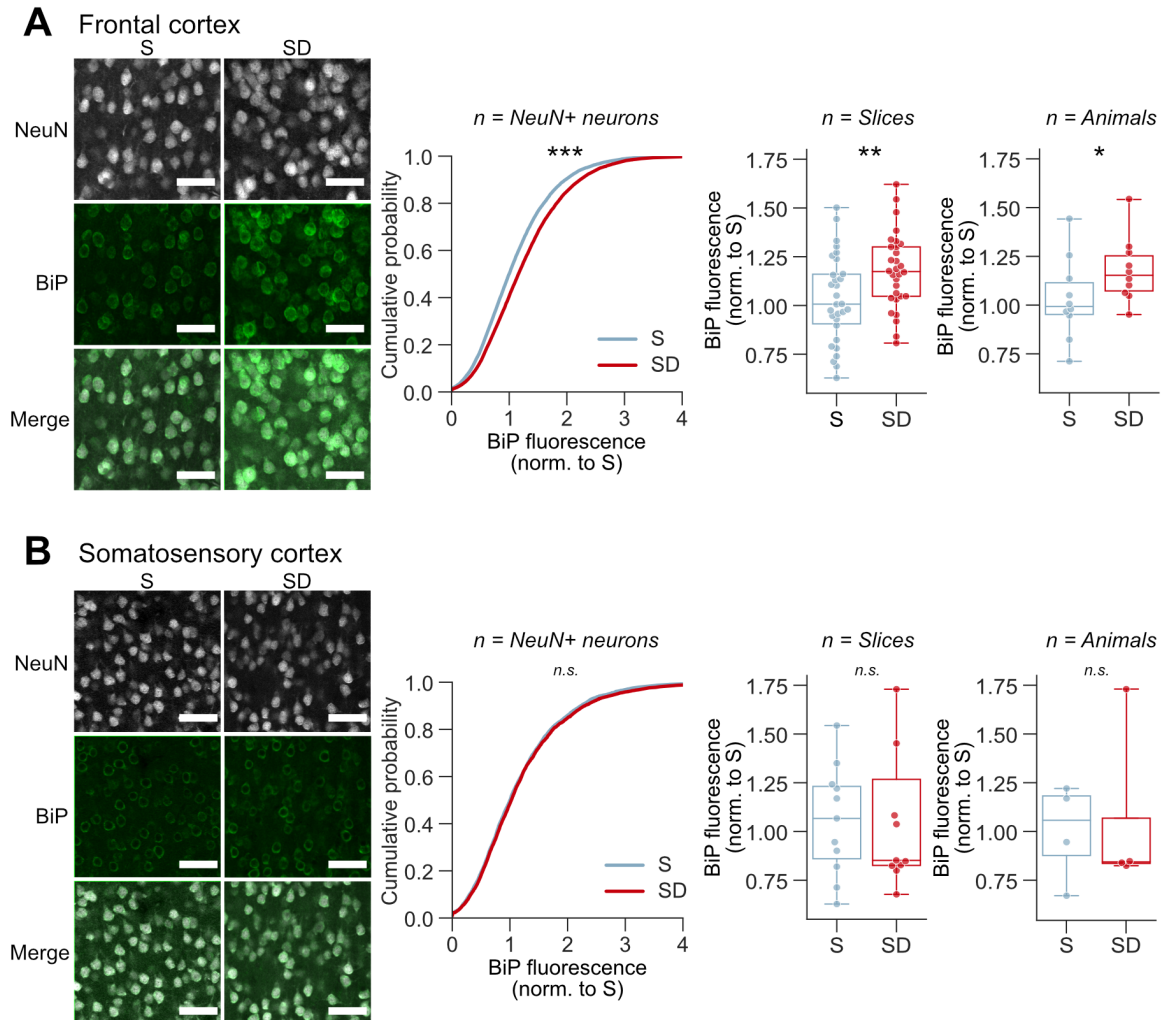 A Frontal cortex
S SD
NeuN
BiP
Merge
n = NeuN+ neurons
***
Cumulative probability
1.0
0.8
0.6
0.4
0.2
0.0
S
SD
0 1 2 3 4
BiP fluorescence
(norm. to S)
n = Slices
**
BiP fluorescence
(norm. to S)
1.75
1.50
1.25
1.00
0.75
S SD
n = Animals
*
BiP fluorescence
(norm. to S)
1.75
1.50
1.25
1.00
0.75
S SD
B Somatosensory cortex
S SD
NeuN
BiP
Merge
n = NeuN+ neurons
n.s.
Cumulative probability
1.0
0.8
0.6
0.4
0.2
0.0
S
SD
0 1 2 3 4
BiP fluorescence
(norm. to S)
n = Slices
n.s.
BiP fluorescence
(norm. to S)
1.75
1.50
1.25
1.00
0.75
S SD
n = Animals
n.s.
BiP fluorescence
(norm. to S)
1.75
1.50
1.25
1.00
0.75
S SD